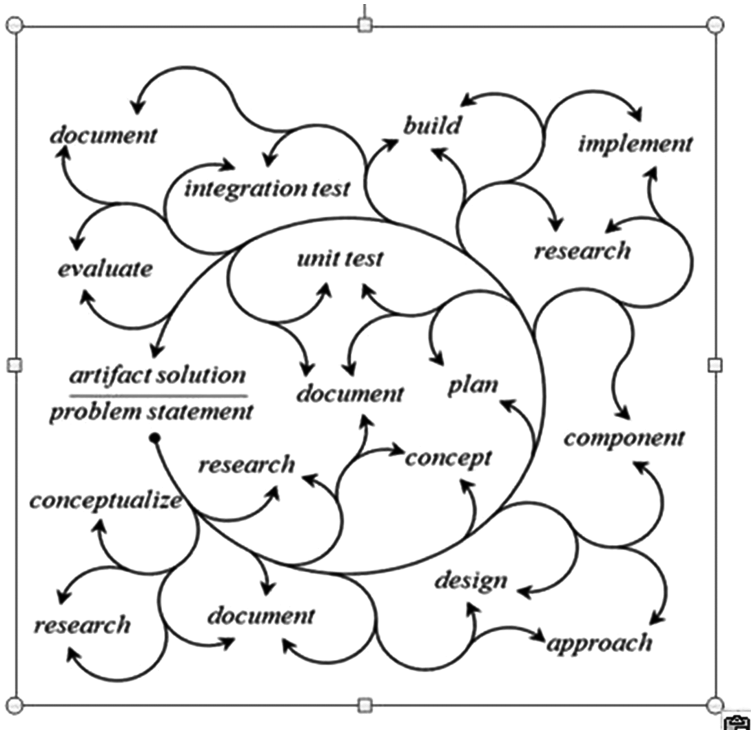 document
build
implement
integration test
research
unit test
evaluate
artifact solution
problem statement
document
plan
component
research
concept
conceptualize
design
document
research
approach